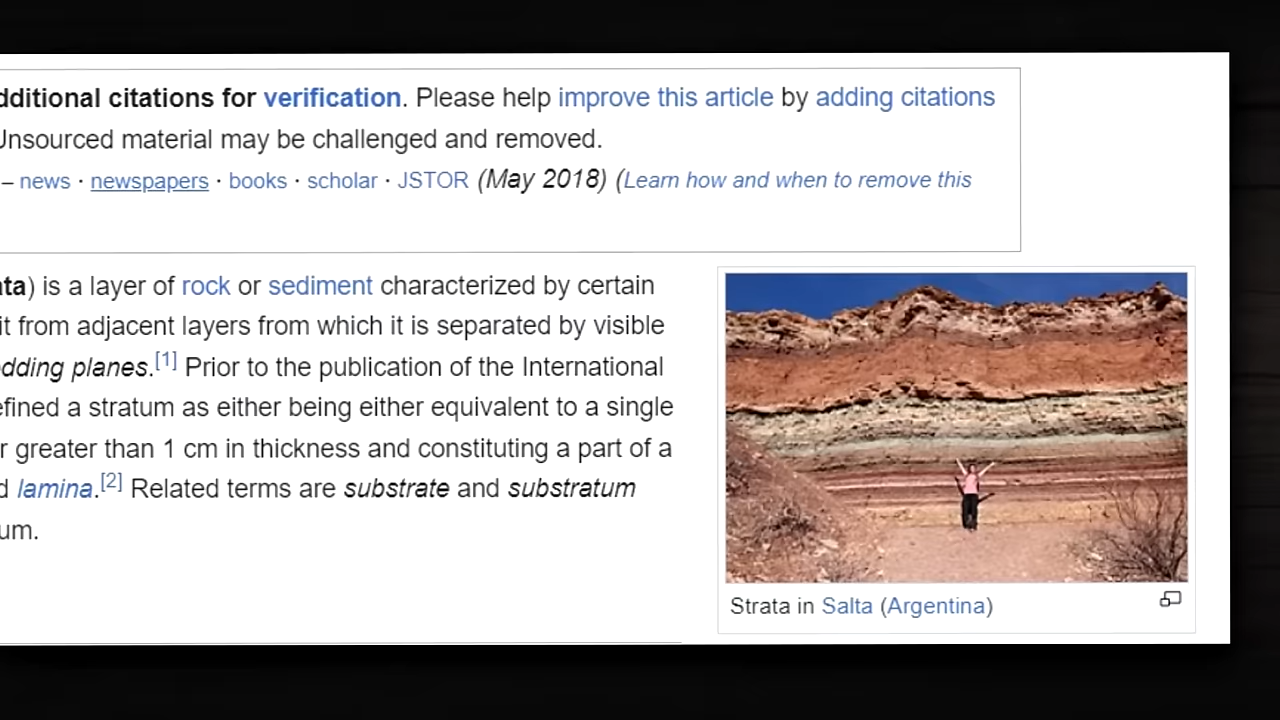 dditional citations for verification. Please help improve this article by adding citations
Unsourced material may be challenged and removed.
– news · newspapers · books · scholar · JSTOR (May 2018) (Learn how and when to remove this
ata) is a layer of rock or sediment characterized by certain
it from adjacent layers from which it is separated by visible
edding planes.[1] Prior to the publication of the International
efined a stratum as either being either equivalent to a single
r greater than 1 cm in thickness and constituting a part of a
d lamina.[2] Related terms are substrate and substratum
um.
Strata in Salta (Argentina)